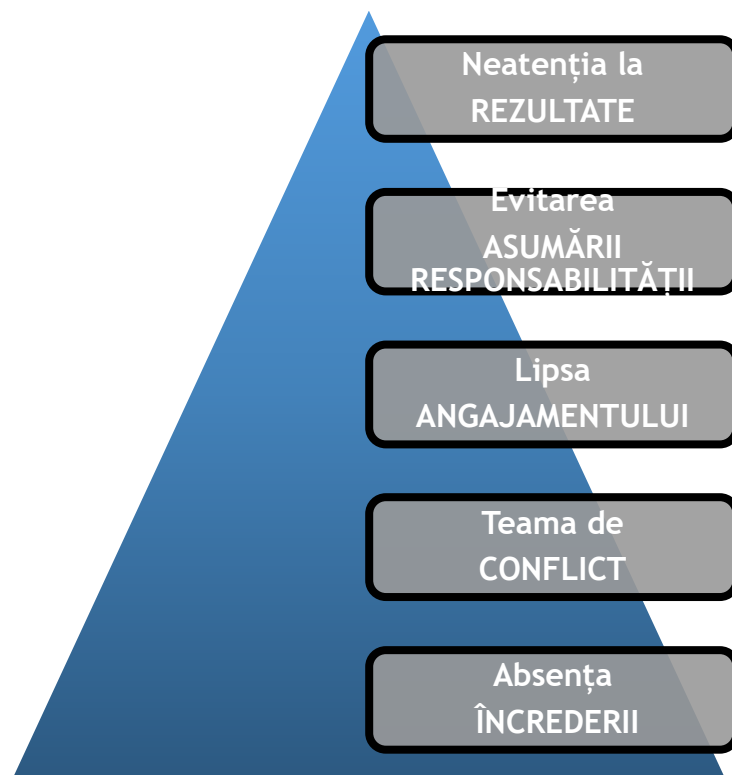 Neatenția la
REZULTATE
Evitarea
ASUMĂRII
RESPONSABILITĂȚII
Lipsa
ANGAJAMENTULUI
Teama de
CONFLICT
Absența
ÎNCREDERII